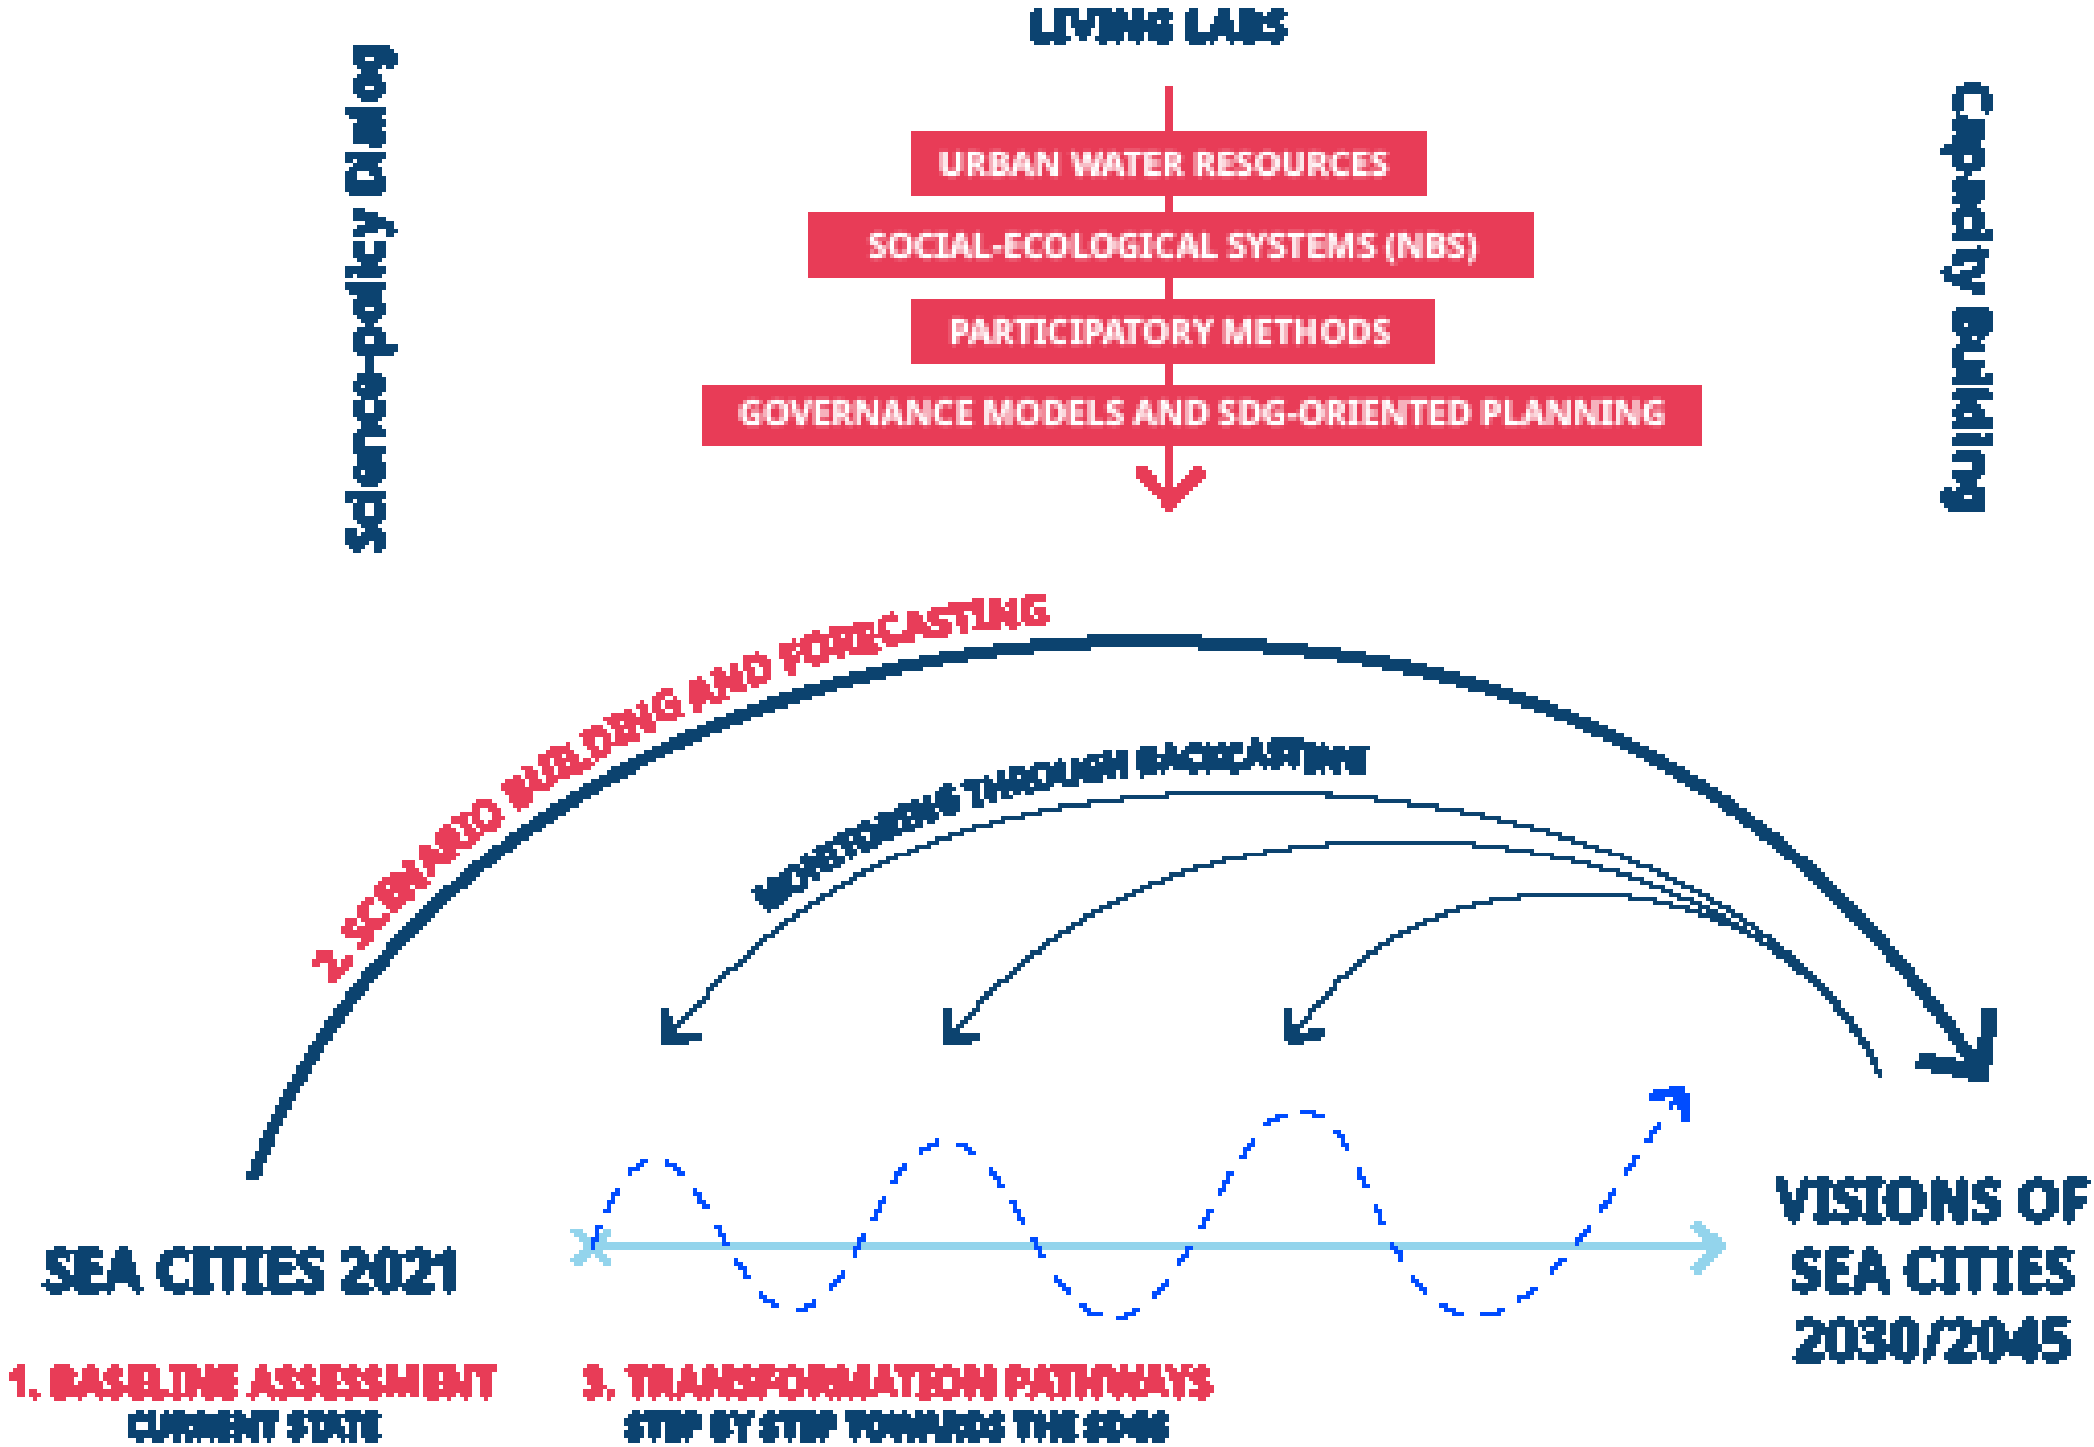 LIVING LABS
Science-policy Dialog
Capacity Building
URBAN WATER RESOURCES
SOCIAL-ECOLOGICAL SYSTEMS (NBS)
PARTICIPATORY METHODS
GOVERNANCE MODELS AND SDG-ORIENTED PLANNING
2. SCENARIO BUILDING AND FORECASTING
MONITORING THROUGH BACKCASTING
SEA CITIES 2021
VISIONS OF
SEA CITIES
2030/2045
1. BASELINE ASSESSMENT
CURRENT STATE
3. TRANSFORMATION PATHWAYS
STEP BY STEP TOWARDS THE SDGS